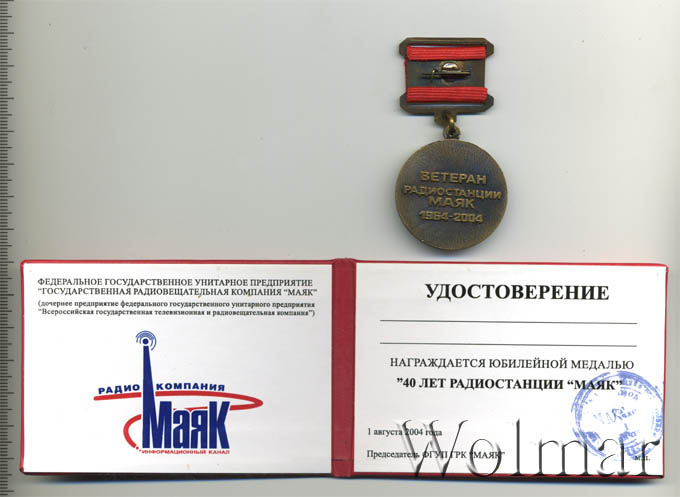 ВЕТЕРАН
РАДИОСТАНЦИИ
МАЯК
1964-2004
ФЕДЕРАЛЬНОЕ ГОСУДАРСТВЕННОЕ УНИТАРНОЕ ПРЕДПРИЯТИЕ
"ГОСУДАРСТВЕННАЯ РАДИОВЕЩАТЕЛЬНАЯ КОМПАНИЯ "МАЯК"
(дочернее предприятие федерального государственного унитарного предприятия
"Всероссийская государственная телевизионная и радиовещательная компания")
РАДИО КОМПАНИЯ
МаяК
ИНФОРМАЦИОННЫЙ КАНАЛ
УДОСТОВЕРЕНИЕ
НАГРАЖДАЕТСЯ ЮБИЛЕЙНОЙ МЕДАЛЬЮ
"40 ЛЕТ РАДИОСТАНЦИИ "МАЯК"
1 августа 2004 года
Председатель ФГУП ГРК "МАЯК"
М.П.
Wolmar